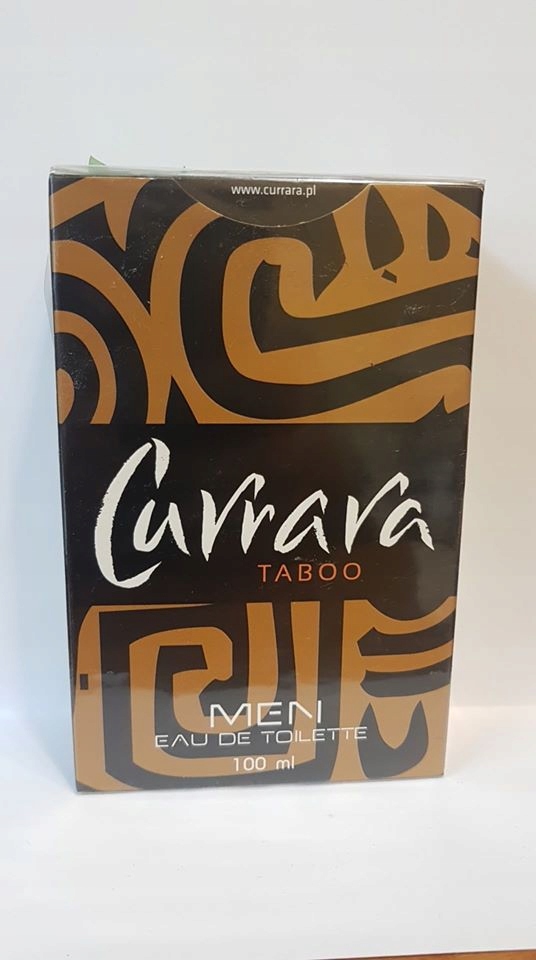 www.currara.pl
Currara
TABOO
MEN
EAU DE TOILETTE
100 ml